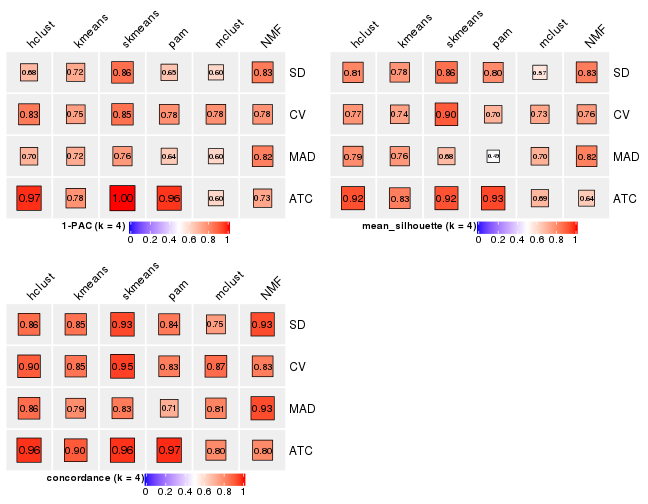 hclust kmeans skmeans pam mclust NMF
0.68 0.72 0.86 0.65 0.60 0.83 SD
0.83 0.75 0.85 0.78 0.78 0.78 CV
0.70 0.72 0.76 0.64 0.60 0.82 MAD
0.97 0.78 1.00 0.96 0.60 0.73 ATC
1-PAC (k = 4)
0 0.2 0.4 0.6 0.8 1
hclust kmeans skmeans pam mclust NMF
0.81 0.78 0.86 0.80 0.57 0.83 SD
0.77 0.74 0.90 0.70 0.73 0.76 CV
0.79 0.76 0.68 0.49 0.70 0.82 MAD
0.92 0.83 0.92 0.93 0.69 0.64 ATC
mean_silhouette (k = 4)
0 0.2 0.4 0.6 0.8 1
hclust kmeans skmeans pam mclust NMF
0.86 0.85 0.93 0.84 0.75 0.93 SD
0.90 0.85 0.95 0.83 0.87 0.83 CV
0.86 0.79 0.83 0.71 0.81 0.93 MAD
0.96 0.90 0.96 0.97 0.80 0.80 ATC
concordance (k = 4)
0 0.2 0.4 0.6 0.8 1